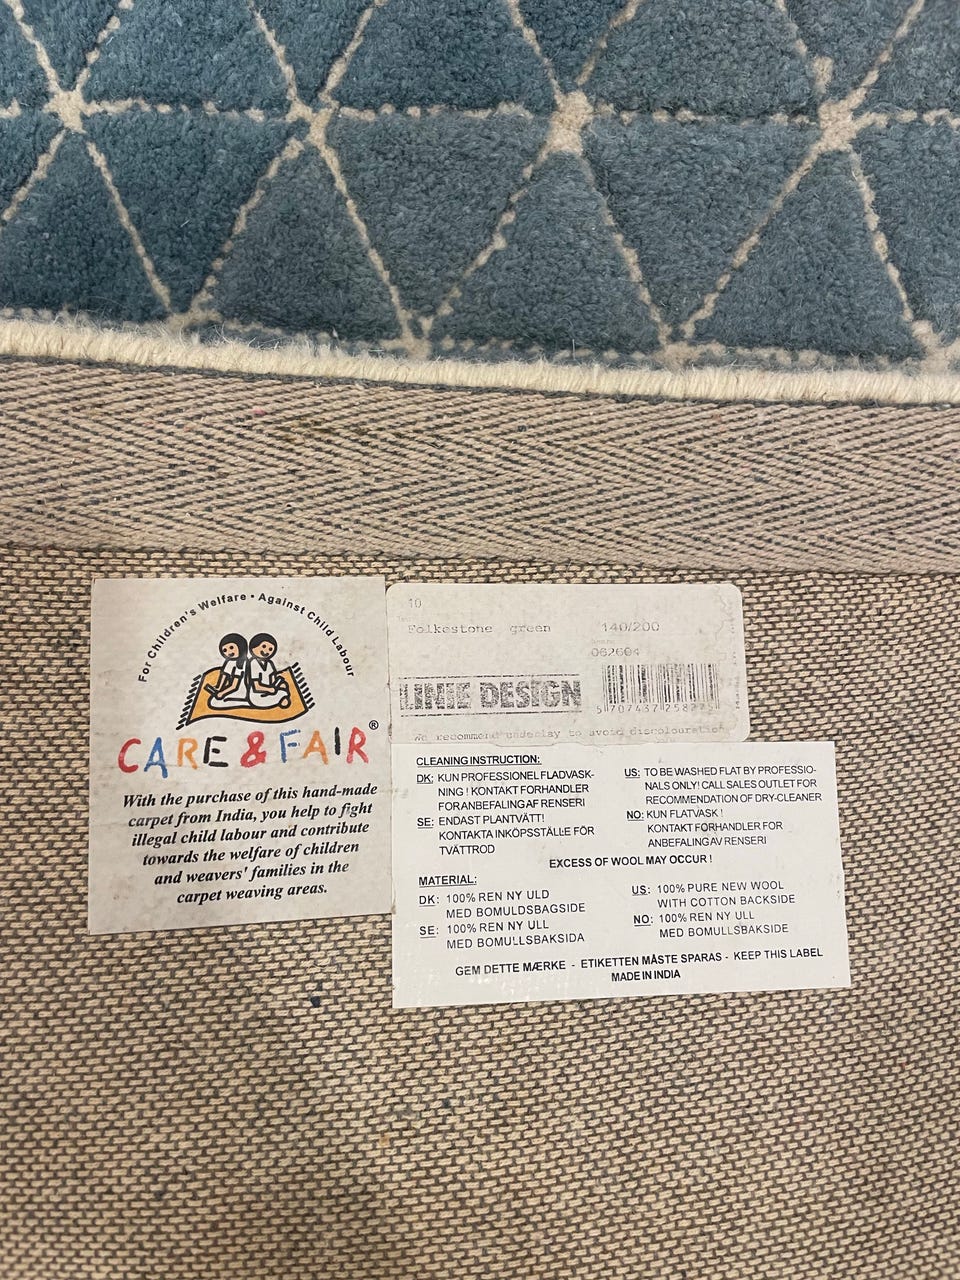 For Children's Welfare • Against Child Labour
CARE & FAIR®
With the purchase of this hand-made
carpet from India, you help to fight
illegal child labour and contribute
towards the welfare of children
and weavers' families in the
carpet weaving areas.
10
Folkestone green 140/200
062604
LINIE DESIGN
5 707437 258275
We recommend underlay to avoid discolouration
CLEANING INSTRUCTION:
DK: KUN PROFESSIONEL FLADVASK-
NING! KONTAKT FORHANDLER
FOR ANBEFALING AF RENSERI
SE: ENDAST PLANTVÄTT!
KONTAKTA INKÖPSSTÄLLE FÖR
TVÄTTROD
US: TO BE WASHED FLAT BY PROFESSIO-
NALS ONLY! CALL SALES OUTLET FOR
RECOMMENDATION OF DRY-CLEANER
NO: KUN FLATVASK!
KONTAKT FORHANDLER FOR
ANBEFALING AV RENSERI
EXCESS OF WOOL MAY OCCUR!
MATERIAL:
DK: 100% REN NY ULD
MED BOMULDSBAGSIDE
SE: 100% REN NY ULL
MED BOMULLSBAKSIDA
US: 100% PURE NEW WOOL
WITH COTTON BACKSIDE
NO: 100% REN NY ULL
MED BOMULLSBAKSIDE
GEM DETTE MÆRKE - ETIKETTEN MÅSTE SPARAS - KEEP THIS LABEL
MADE IN INDIA